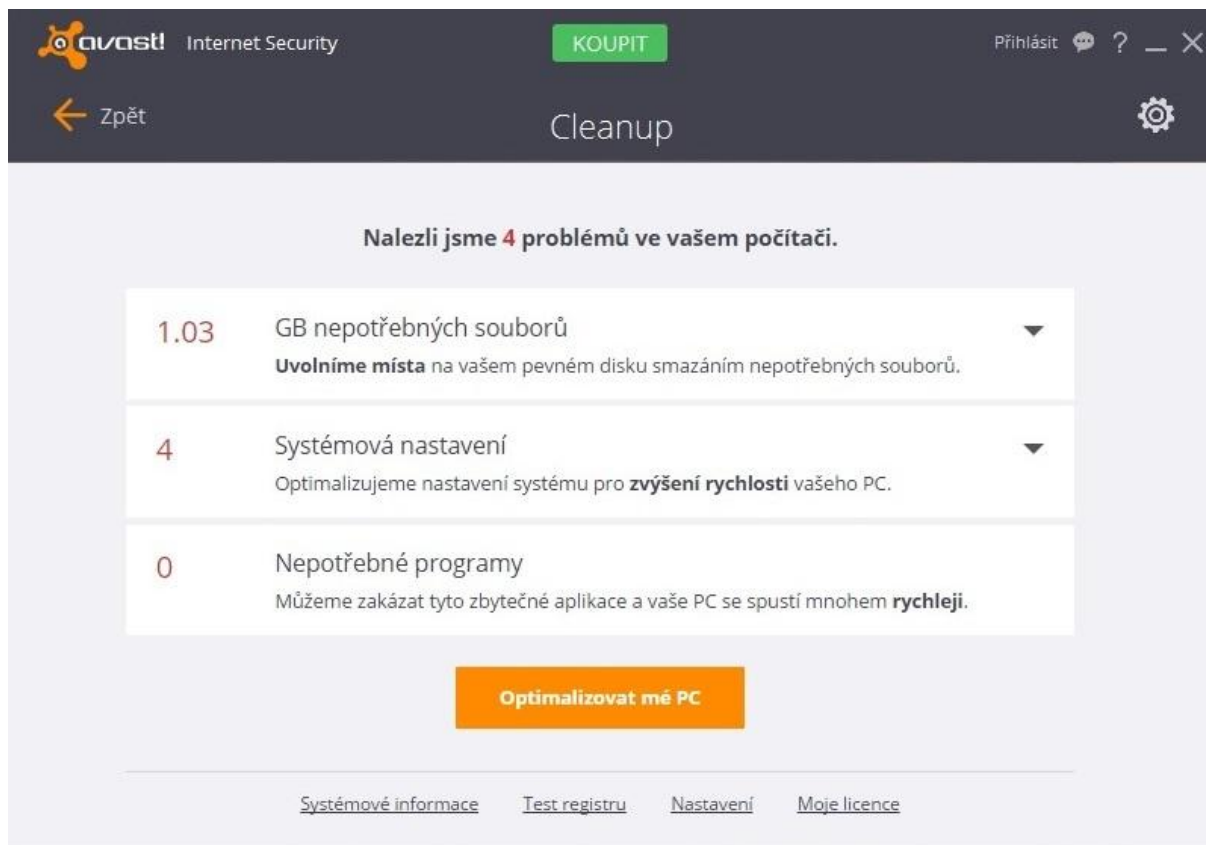 avast! Internet Security KOUPIT Přihlásit ?
Zpět
Cleanup
Nalezli jsme 4 problémů ve vašem počítači.
1.03 GB nepotřebných souborů
Uvolníme místa na vašem pevném disku smazáním nepotřebných souborů.
4 Systémová nastavení
Optimalizujeme nastavení systému pro zvýšení rychlosti vašeho PC.
0 Nepotřebné programy
Můžeme zakázat tyto zbytečné aplikace a vaše PC se spustí mnohem rychleji.
Optimalizovat mé PC
Systémové informace Test registru Nastavení Moje licence